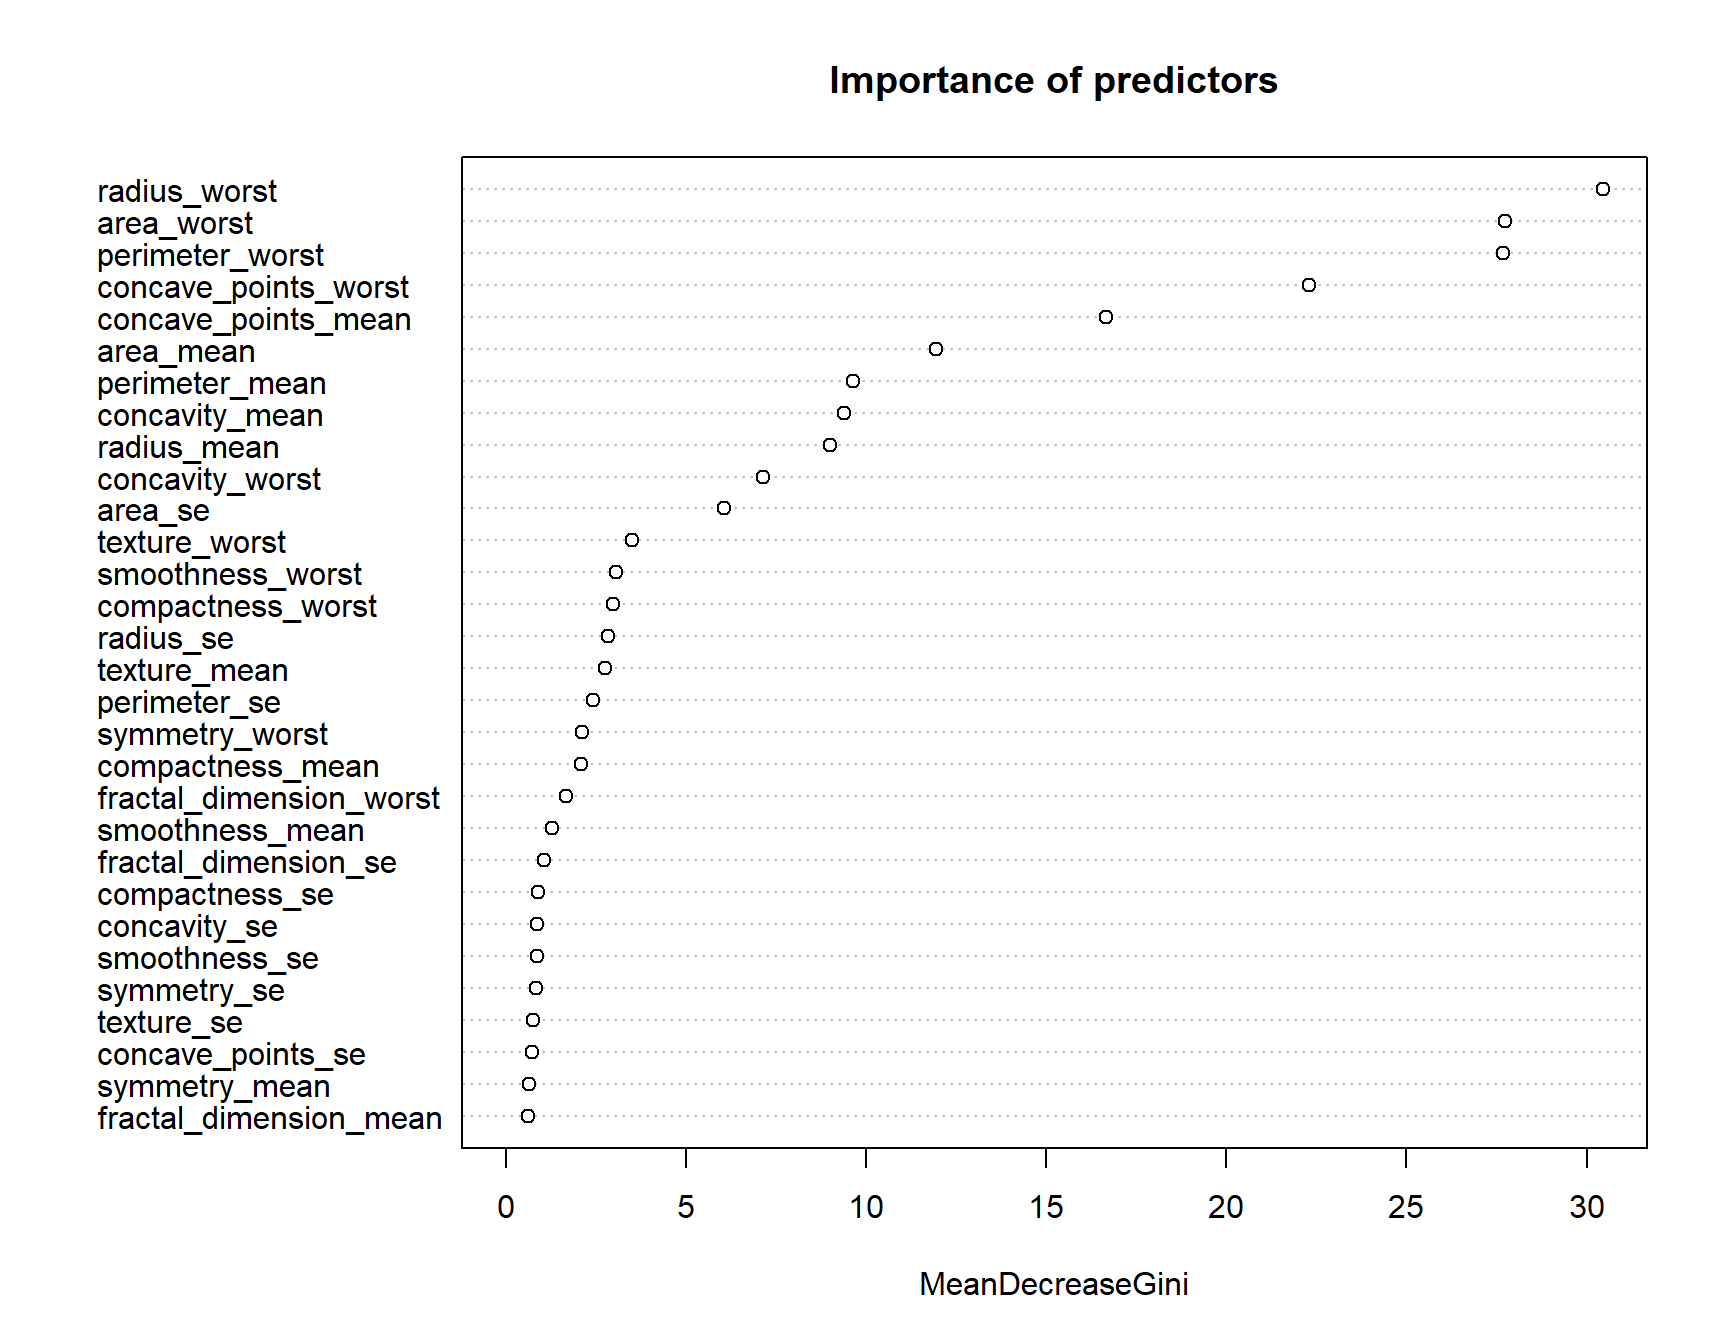 Importance of predictors
radius_worst
area_worst
perimeter_worst
concave_points_worst
concave_points_mean
area_mean
perimeter_mean
concavity_mean
radius_mean
concavity_worst
area_se
texture_worst
smoothness_worst
compactness_worst
radius_se
texture_mean
perimeter_se
symmetry_worst
compactness_mean
fractal_dimension_worst
smoothness_mean
fractal_dimension_se
compactness_se
concavity_se
smoothness_se
symmetry_se
texture_se
concave_points_se
symmetry_mean
fractal_dimension_mean
0 5 10 15 20 25 30
MeanDecreaseGini